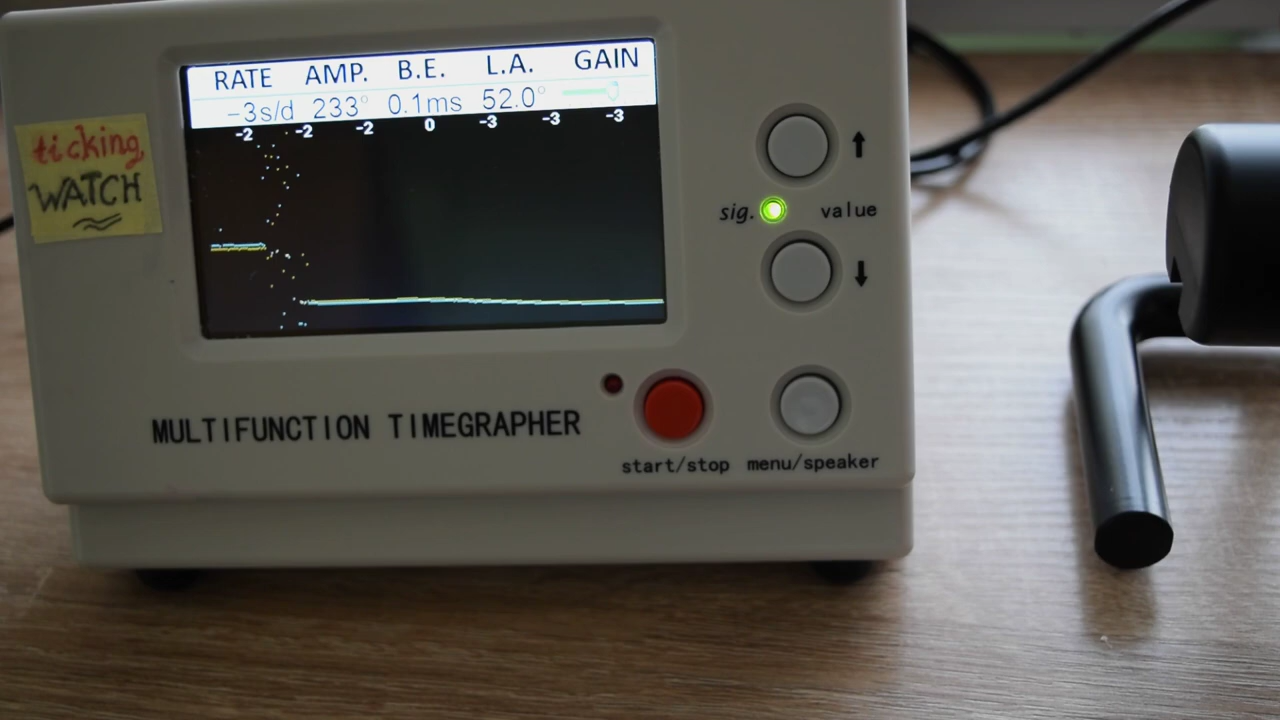 RATE AMP. B.E. L.A. GAIN
-3s/d 233° 0.1ms 52.0°
-2 -2 -2 0 -3 -3 -3
ticking
WATCH
sig. value
MULTIFUNCTION TIMEGRAPHER
start/stop menu/speaker